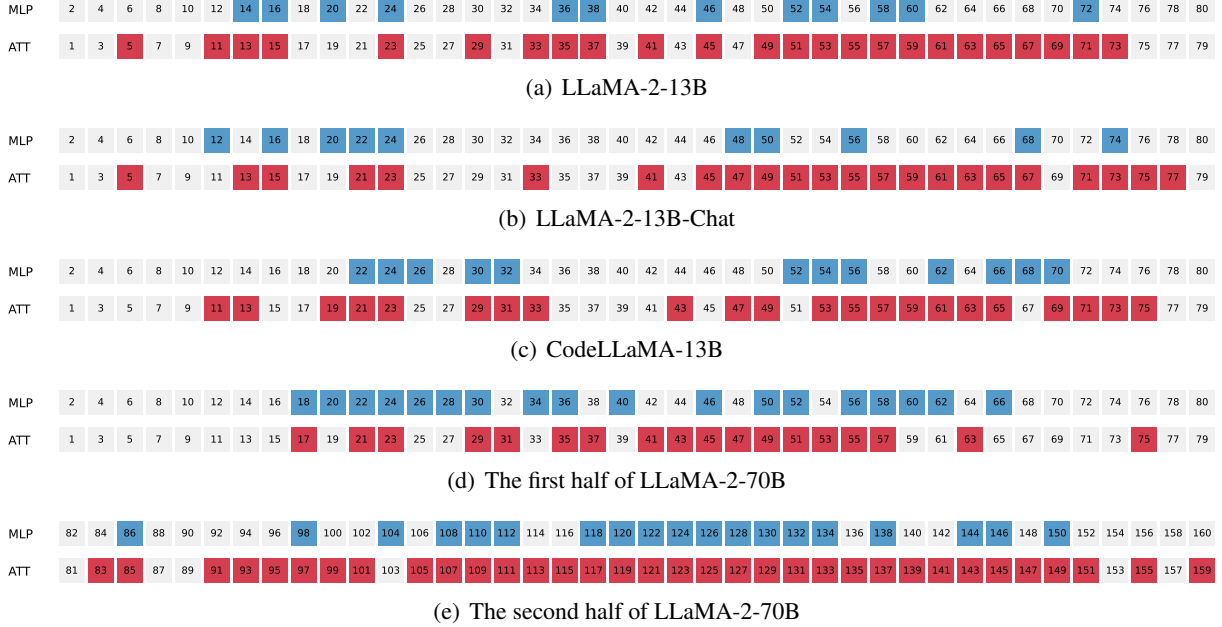 MLP 2 4 6 8 10 12 14 16 18 20 22 24 26 28 30 32 34 36 38 40 42 44 46 48 50 52 54 56 58 60 62 64 66 68 70 72 74 76 78 80
ATT 1 3 5 7 9 11 13 15 17 19 21 23 25 27 29 31 33 35 37 39 41 43 45 47 49 51 53 55 57 59 61 63 65 67 69 71 73 75 77 79
(a) LLaMA-2-13B
MLP 2 4 6 8 10 12 14 16 18 20 22 24 26 28 30 32 34 36 38 40 42 44 46 48 50 52 54 56 58 60 62 64 66 68 70 72 74 76 78 80
ATT 1 3 5 7 9 11 13 15 17 19 21 23 25 27 29 31 33 35 37 39 41 43 45 47 49 51 53 55 57 59 61 63 65 67 69 71 73 75 77 79
(b) LLaMA-2-13B-Chat
MLP 2 4 6 8 10 12 14 16 18 20 22 24 26 28 30 32 34 36 38 40 42 44 46 48 50 52 54 56 58 60 62 64 66 68 70 72 74 76 78 80
ATT 1 3 5 7 9 11 13 15 17 19 21 23 25 27 29 31 33 35 37 39 41 43 45 47 49 51 53 55 57 59 61 63 65 67 69 71 73 75 77 79
(c) CodeLLaMA-13B
MLP 2 4 6 8 10 12 14 16 18 20 22 24 26 28 30 32 34 36 38 40 42 44 46 48 50 52 54 56 58 60 62 64 66 68 70 72 74 76 78 80
ATT 1 3 5 7 9 11 13 15 17 19 21 23 25 27 29 31 33 35 37 39 41 43 45 47 49 51 53 55 57 59 61 63 65 67 69 71 73 75 77 79
(d) The first half of LLaMA-2-70B
MLP 82 84 86 88 90 92 94 96 98 100 102 104 106 108 110 112 114 116 118 120 122 124 126 128 130 132 134 136 138 140 142 144 146 148 150 152 154 156 158 160
ATT 81 83 85 87 89 91 93 95 97 99 101 103 105 107 109 111 113 115 117 119 121 123 125 127 129 131 133 135 137 139 141 143 145 147 149 151 153 155 157 159
(e) The second half of LLaMA-2-70B